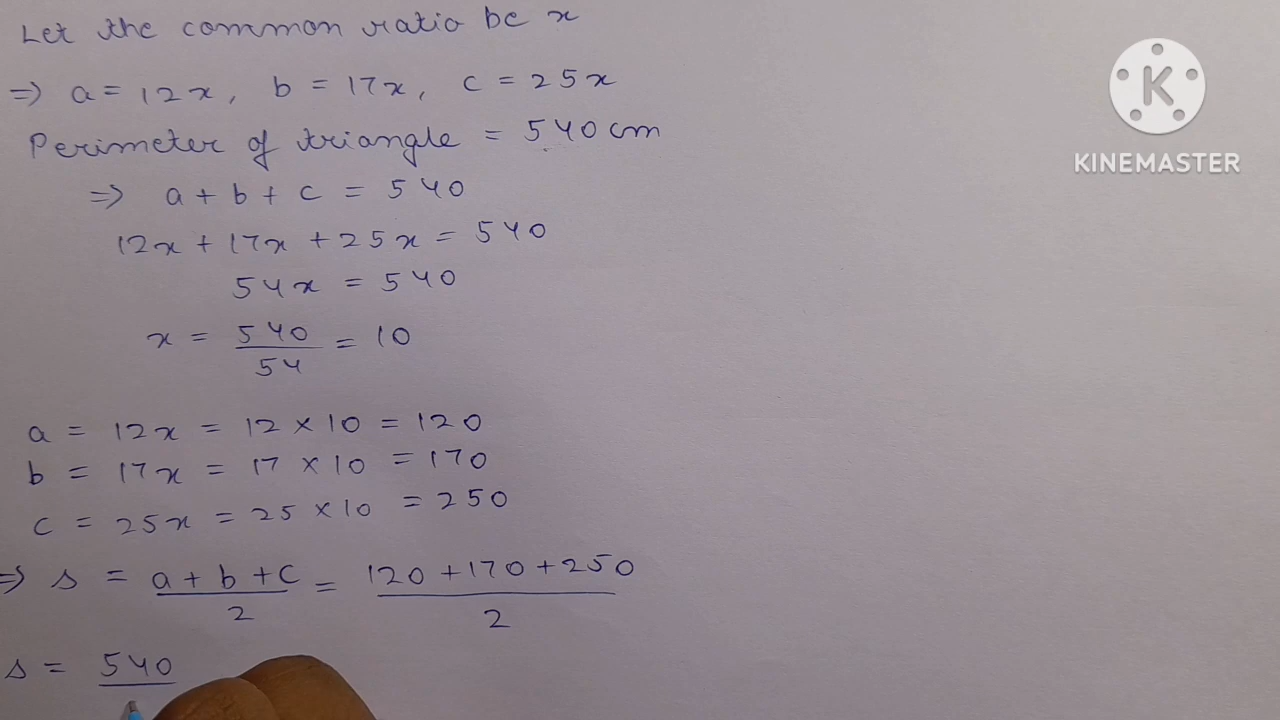 Let the common ratio be x
⇒ a = 12x, b = 17x, c = 25x
Perimeter of triangle = 540 cm
⇒ a + b + c = 540
12x + 17x + 25x = 540
54x = 540
x = 540/54 = 10
a = 12x = 12 × 10 = 120
b = 17x = 17 × 10 = 170
c = 25x = 25 × 10 = 250
⇒ s = a + b + c / 2 = 120 + 170 + 250 / 2
s = 540
K
KINEMASTER